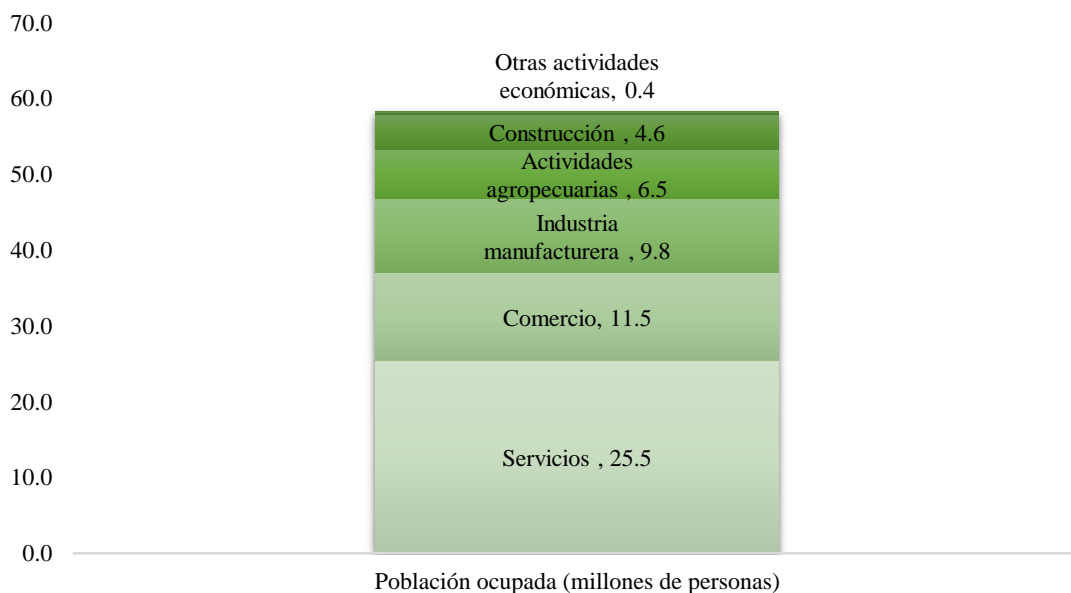 70.0
60.0
50.0
40.0
30.0
20.0
10.0
0.0
Otras actividades
económicas, 0.4
Construcción , 4.6
Actividades
agropecuarias , 6.5
Industria
manufacturera , 9.8
Comercio, 11.5
Servicios , 25.5
Población ocupada (millones de personas)